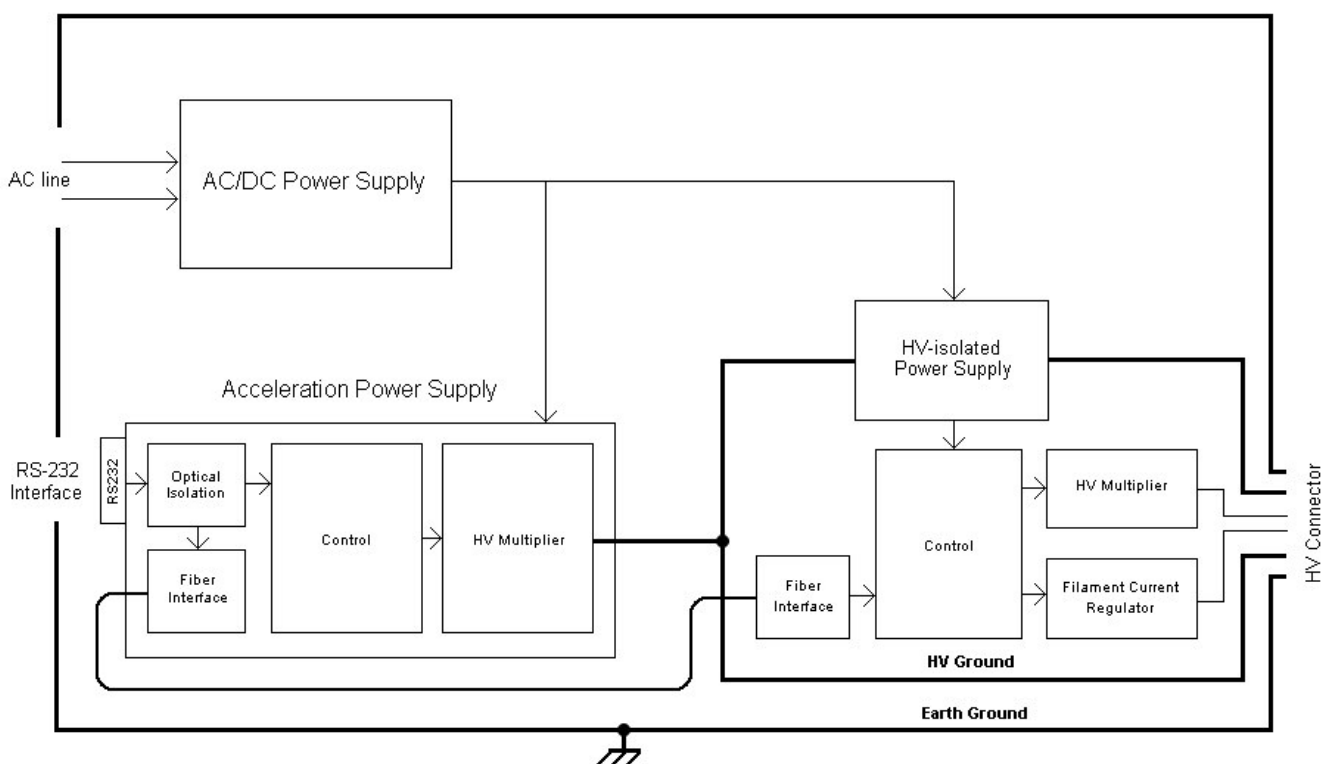 AC/DC Power Supply
AC line
HV-isolated
Power Supply
Acceleration Power Supply
RS-232
Interface
RS232
Optical
Isolation
Control
HV Multiplier
Fiber
Interface
Fiber
Interface
Control
HV Multiplier
Filament Current
Regulator
HV Connector
HV Ground
Earth Ground